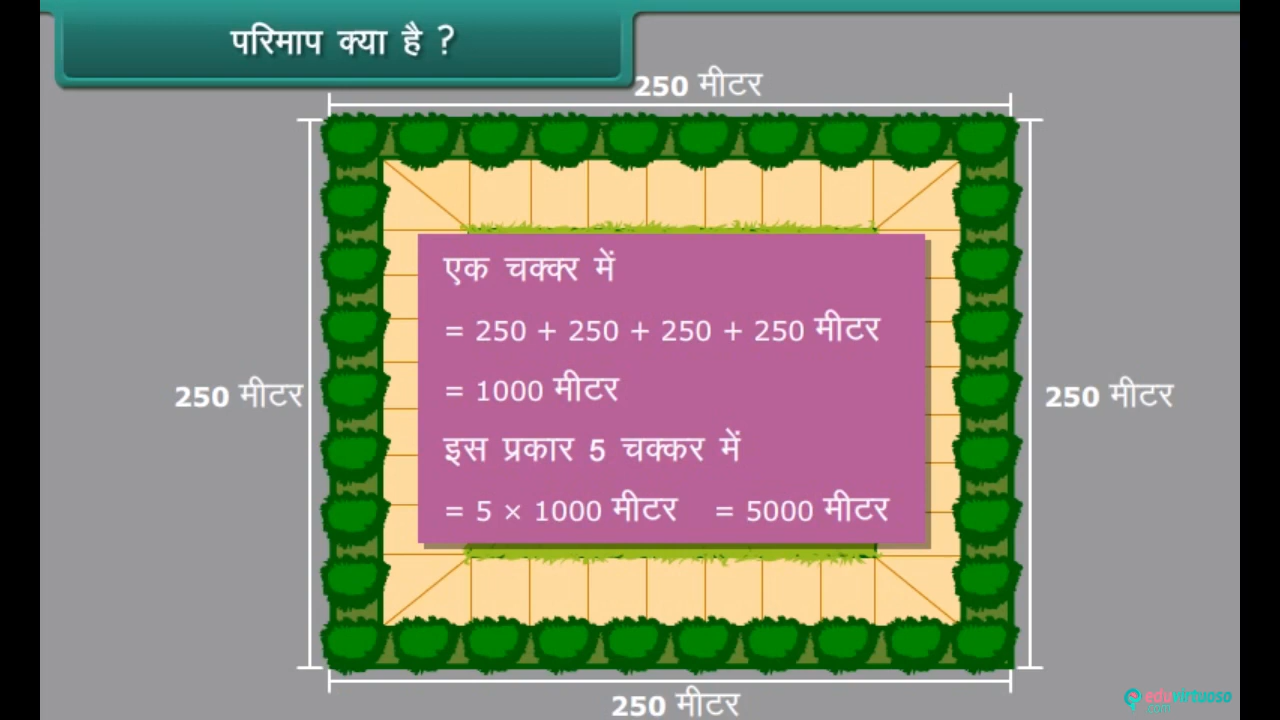 परिमाप क्या है ?
250 मीटर
250 मीटर
250 मीटर
एक चक्क्र में
= 250 + 250 + 250 + 250 मीटर
= 1000 मीटर
इस प्रकार 5 चक्कर में
= 5 × 1000 मीटर = 5000 मीटर
250 मीटर
eduvirtuoso
.com